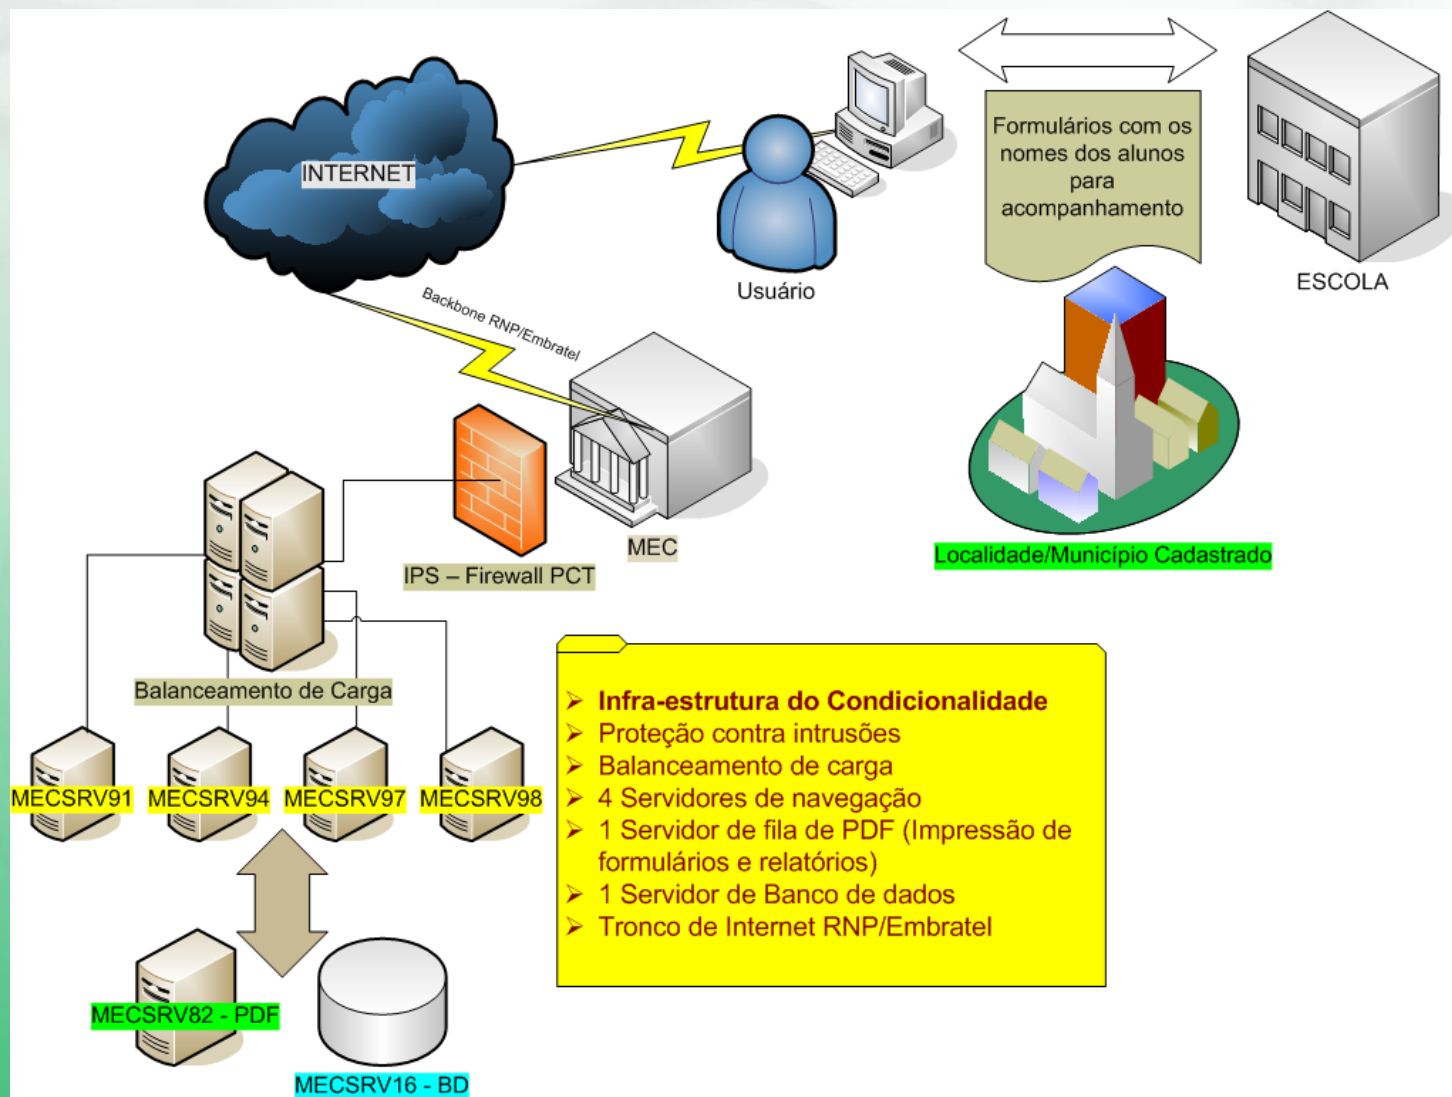 INTERNET
Usuário
Formulários com os
nomes dos alunos
para
acompanhamento
ESCOLA
Backbone RNP/Embratel
MEC
IPS – Firewall PCT
Localidade/Município Cadastrado
Balanceamento de Carga
MECSRV91
MECSRV94
MECSRV97
MECSRV98
➢ Infra-estrutura do Condicionalidade
➢ Proteção contra intrusões
➢ Balanceamento de carga
➢ 4 Servidores de navegação
➢ 1 Servidor de fila de PDF (Impressão de
formulários e relatórios)
➢ 1 Servidor de Banco de dados
➢ Tronco de Internet RNP/Embratel
MECSRV82 - PDF
MECSRV16 - BD